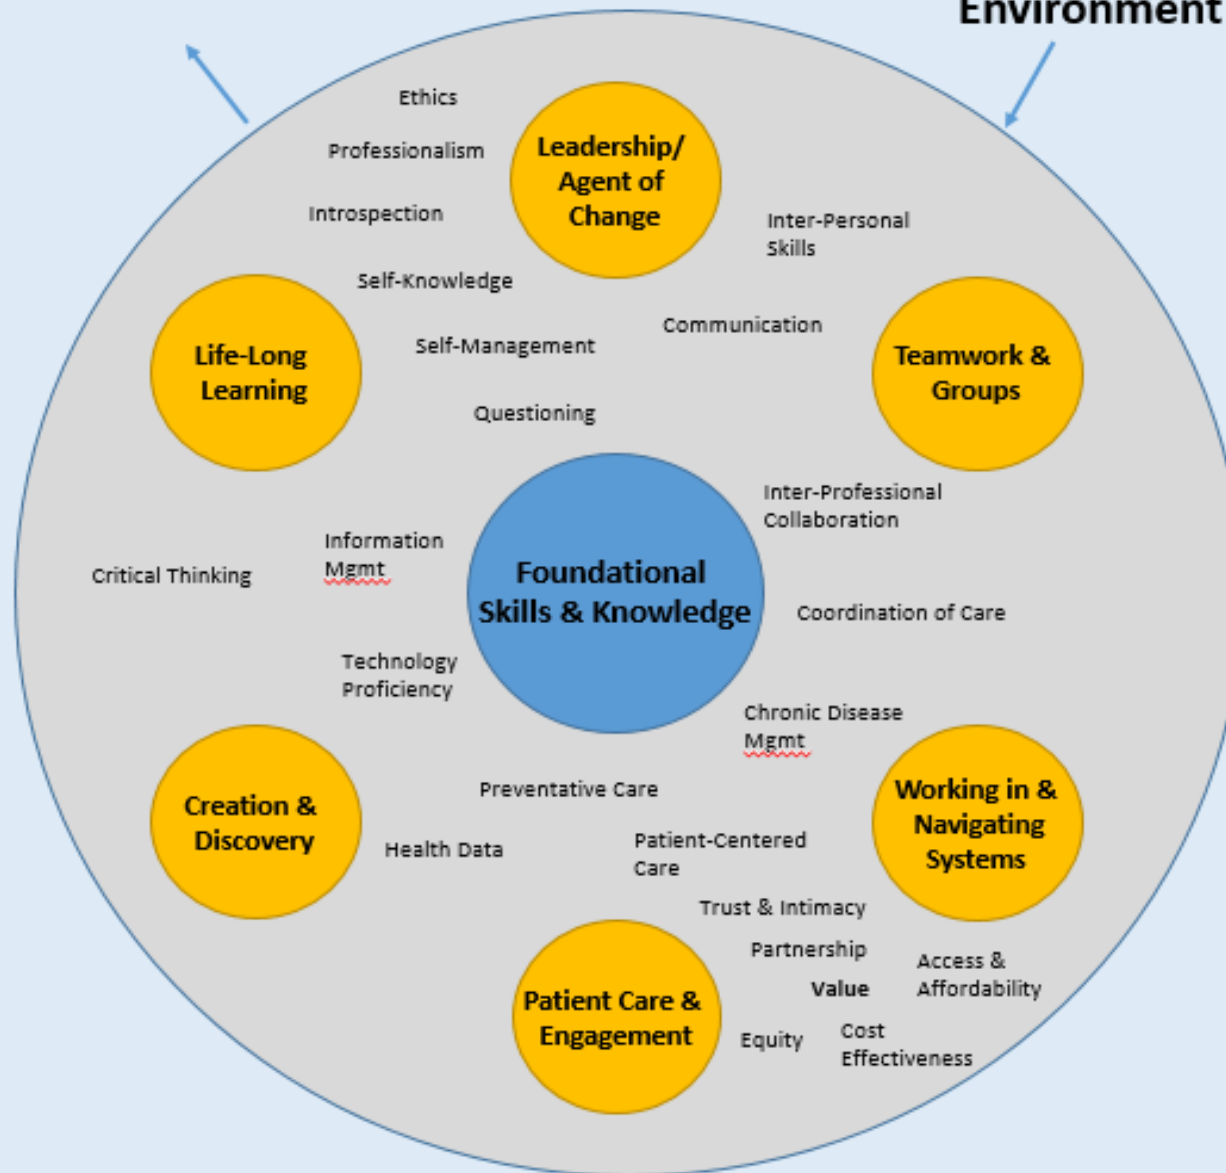 Environment
Ethics
Professionalism
Introspection
Self-Knowledge
Self-Management
Questioning
Leadership/
Agent of
Change
Inter-Personal
Skills
Communication
Life-Long
Learning
Teamwork &
Groups
Critical Thinking
Information
Mgmt
Technology
Proficiency
Foundational
Skills & Knowledge
Inter-Professional
Collaboration
Coordination of Care
Chronic Disease
Mgmt
Creation &
Discovery
Preventative Care
Health Data
Patient-Centered
Care
Working in &
Navigating
Systems
Trust & Intimacy
Partnership
Value
Access &
Affordability
Patient Care &
Engagement
Equity
Cost
Effectiveness